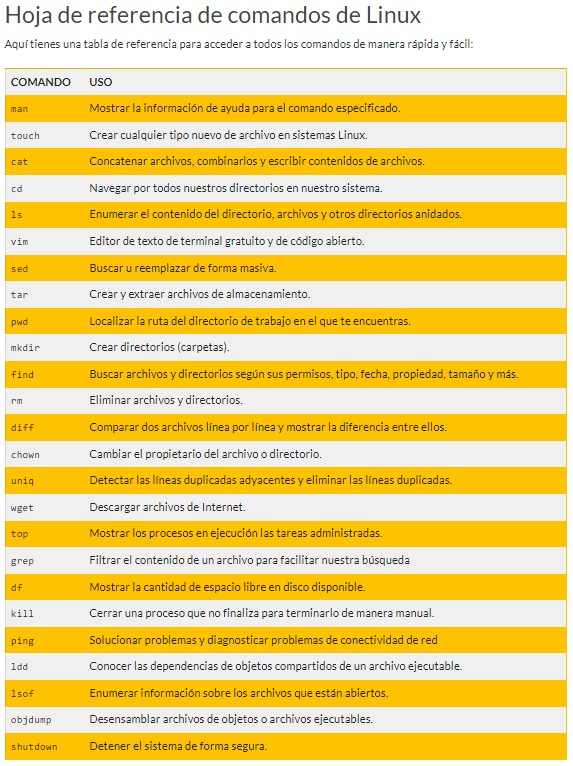 Hoja de referencia de comandos de Linux
Aquí tienes una tabla de referencia para acceder a todos los comandos de manera rápida y fácil:
COMANDO USO
man Mostrar la información de ayuda para el comando especificado.
touch Crear cualquier tipo nuevo de archivo en sistemas Linux.
cat Concatenar archivos, combinarlos y escribir contenidos de archivos.
cd Navegar por todos nuestros directorios en nuestro sistema.
ls Enumerar el contenido del directorio, archivos y otros directorios anidados.
vim Editor de texto de terminal gratuito y de código abierto.
sed Buscar u reemplazar de forma masiva.
tar Crear y extraer archivos de almacenamiento.
pwd Localizar la ruta del directorio de trabajo en el que te encuentras.
mkdir Crear directorios (carpetas).
find Buscar archivos y directorios según sus permisos, tipo, fecha, propiedad, tamaño y más.
rm Eliminar archivos y directorios.
diff Comparar dos archivos línea por línea y mostrar la diferencia entre ellos.
chown Cambiar el propietario del archivo o directorio.
uniq Detectar las líneas duplicadas adyacentes y eliminar las líneas duplicadas.
wget Descargar archivos de Internet.
top Mostrar los procesos en ejecución las tareas administradas.
grep Filtrar el contenido de un archivo para facilitar nuestra búsqueda
df Mostrar la cantidad de espacio libre en disco disponible.
kill Cerrar una proceso que no finaliza para terminarlo de manera manual.
ping Solucionar problemas y diagnosticar problemas de conectividad de red
ldd Conocer las dependencias de objetos compartidos de un archivo ejecutable.
lsof Enumerar información sobre los archivos que están abiertos.
objdump Desensamblar archivos de objetos o archivos ejecutables.
shutdown Detener el sistema de forma segura.